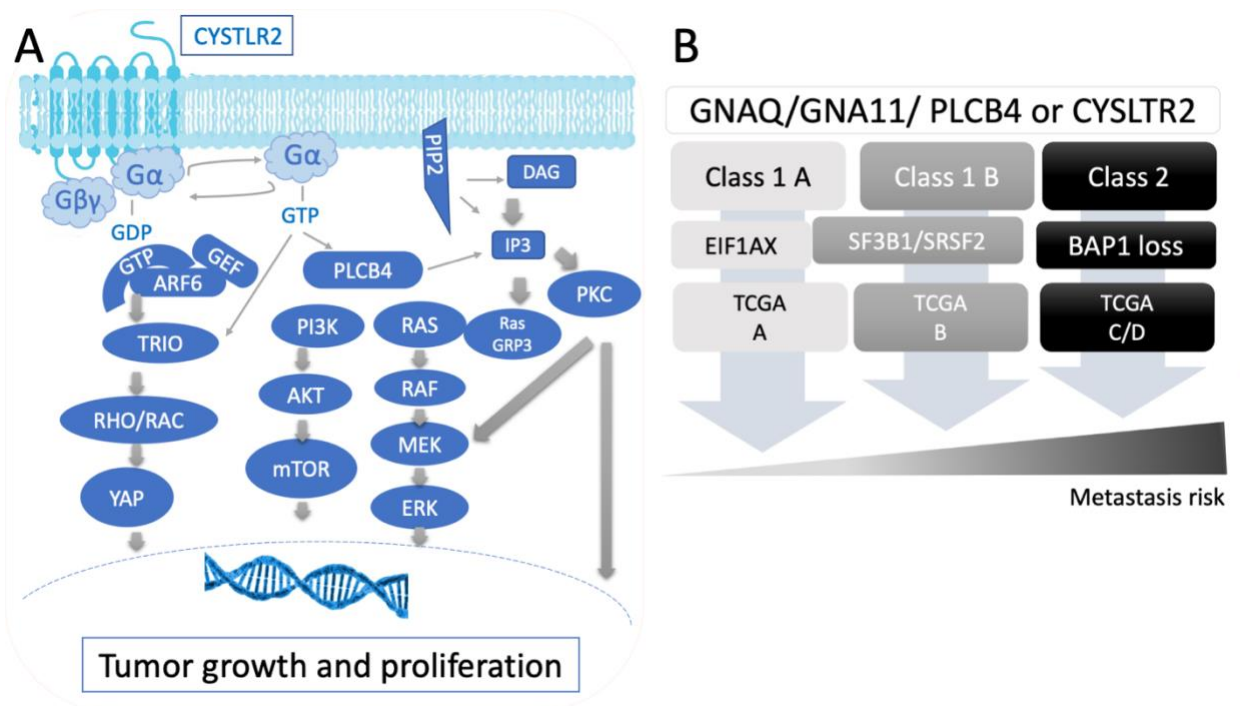 A
CYSTLR2
Gα
Gα
Gβγ
GDP
GTP
PIP2
DAG
IP3
PLCB4
PKC
GTP
GEF
ARF6
TRIO
RHO/RAC
YAP
PI3K
AKT
mTOR
RAS
RAF
MEK
ERK
Ras
GRP3
Tumor growth and proliferation
B
GNAQ/GNA11/ PLCB4 or CYSLTR2
Class 1 A
Class 1 B
Class 2
EIF1AX
SF3B1/SRSF2
BAP1 loss
TCGA
A
TCGA
B
TCGA
C/D
Metastasis risk